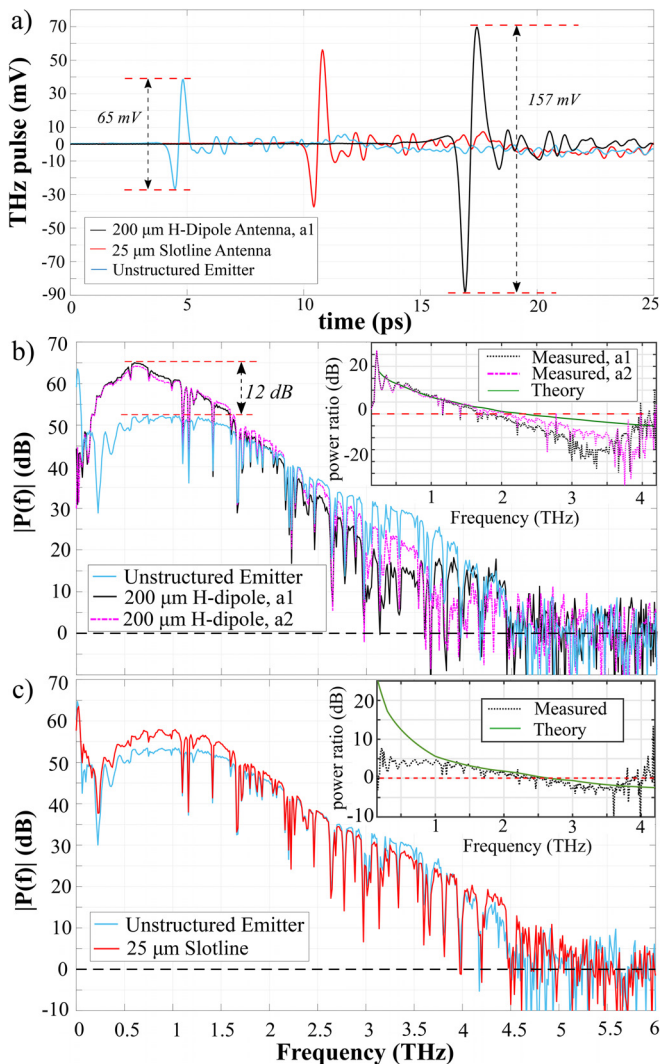 a)
70
50
30
10
0
-10
-30
-50
-70
-90
THz pulse (mV)
65 mV
157 mV
200 μm H-Dipole Antenna, a1
25 μm Slotline Antenna
Unstructured Emitter
0
5
10
15
20
25
time (ps)
b)
70
60
50
40
30
20
10
0
|P(f)| (dB)
12 dB
Unstructured Emitter
200 μm H-dipole, a1
200 μm H-dipole, a2
power ratio (dB)
20
0
-20
Measured, a1
Measured, a2
Theory
1
2
3
4
Frequency (THz)
c)
70
60
50
40
30
20
10
0
-10
|P(f)| (dB)
Unstructured Emitter
25 μm Slotline
power ratio (dB)
20
10
0
-10
Measured
Theory
1
2
3
4
Frequency (THz)
0
0.5
1
1.5
2
2.5
3
3.5
4
4.5
5
5.5
6
Frequency (THz)